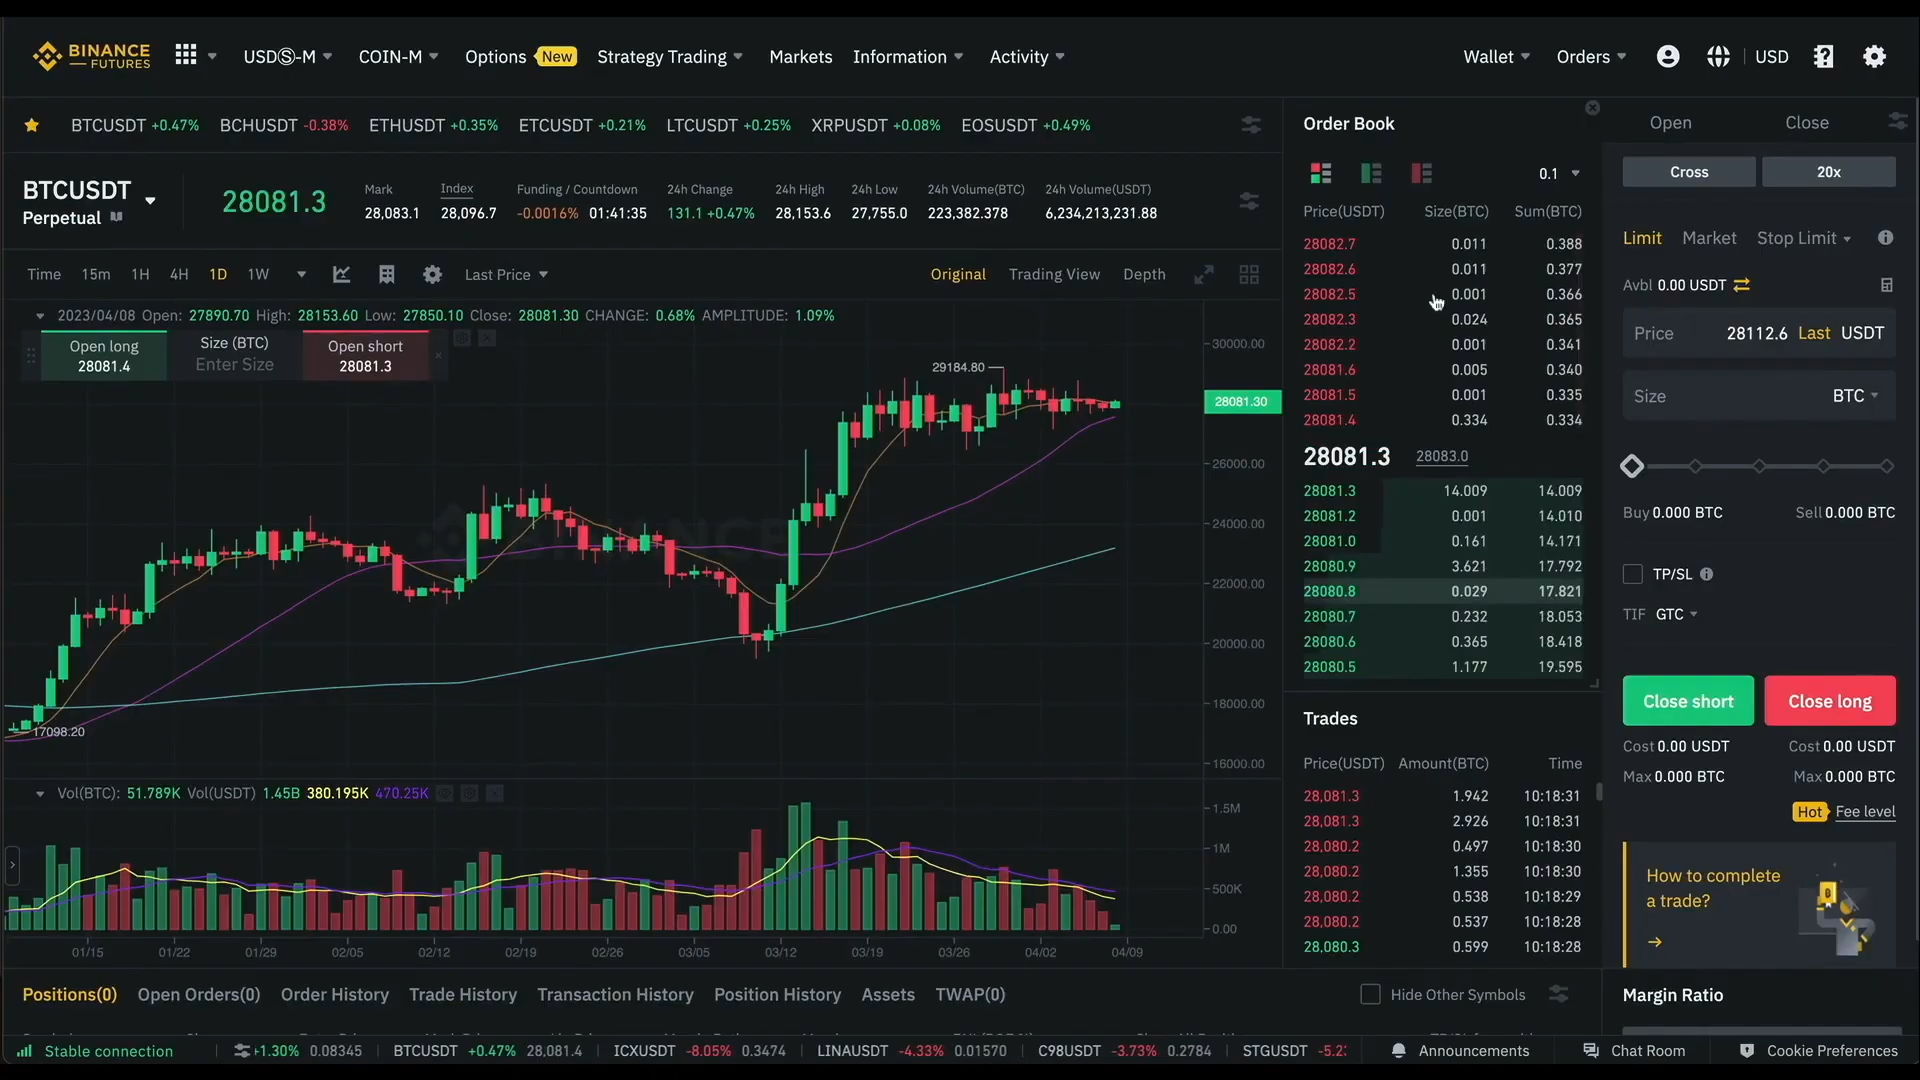 BINANCE
FUTURES
USDⓈ-M
COIN-M
Options New
Strategy Trading
Markets
Information
Activity
Wallet
Orders
USD
BTCUSDT +0.47% BCHUSDT -0.38% ETHUSDT +0.35% ETCUSDT +0.21% LTCUSDT +0.25% XRPUSDT +0.08% EOSUSDT +0.49%
BTCUSDT
Perpetual
28081.3
Mark
28,083.1
Index
28,096.7
Funding / Countdown
-0.0016% 01:41:35
24h Change
131.1 +0.47%
24h High
28,153.6
24h Low
27,755.0
24h Volume(BTC)
223,382.378
24h Volume(USDT)
6,234,213,231.88
Time 15m 1H 4H 1D 1W
Last Price
Original Trading View Depth
2023/04/08 Open: 27890.70 High: 28153.60 Low: 27850.10 Close: 28081.30 CHANGE: 0.68% AMPLITUDE: 1.09%
Open long
28081.4
Size (BTC)
Enter Size
Open short
28081.3
29184.80
17098.20
BINANCE
30000.00
28081.30
26000.00
24000.00
22000.00
20000.00
18000.00
16000.00
Vol(BTC): 51.789K Vol(USDT) 1.45B 380.195K 470.25K
1.5M
1M
500K
0.00
01/15 01/22 01/29 02/05 02/12 02/19 02/26 03/05 03/12 03/19 03/26 04/02 04/09
Order Book
0.1
Price(USDT) Size(BTC) Sum(BTC)
28082.7 0.011 0.388
28082.6 0.011 0.377
28082.5 0.001 0.366
28082.3 0.024 0.365
28082.2 0.001 0.341
28081.6 0.005 0.340
28081.5 0.001 0.335
28081.4 0.334 0.334
28081.3 28083.0
28081.3 14.009 14.009
28081.2 0.001 14.010
28081.0 0.161 14.171
28080.9 3.621 17.792
28080.8 0.029 17.821
28080.7 0.232 18.053
28080.6 0.365 18.418
28080.5 1.177 19.595
Trades
Price(USDT) Amount(BTC) Time
28,081.3 1.942 10:18:31
28,081.3 2.926 10:18:31
28,080.2 0.497 10:18:30
28,080.2 1.355 10:18:30
28,080.2 0.538 10:18:29
28,080.2 0.537 10:18:28
28,080.3 0.599 10:18:28
Open Close
Cross 20x
Limit Market Stop Limit
Avbl 0.00 USDT
Price 28112.6 Last USDT
Size BTC
Buy 0.000 BTC Sell 0.000 BTC
TP/SL
TIF GTC
Close short Close long
Cost 0.00 USDT Cost 0.00 USDT
Max 0.000 BTC Max 0.000 BTC
Hot Fee level
How to complete
a trade?
Margin Ratio
Positions(0) Open Orders(0) Order History Trade History Transaction History Position History Assets TWAP(0)
Hide Other Symbols
Stable connection
+1.30% 0.08345 BTCUSDT +0.47% 28,081.4 ICXUSDT -8.05% 0.3474 LINAUSDT -4.33% 0.01570 C98USDT -3.73% 0.2784 STGUSDT
Announcements
Chat Room
Cookie Preferences